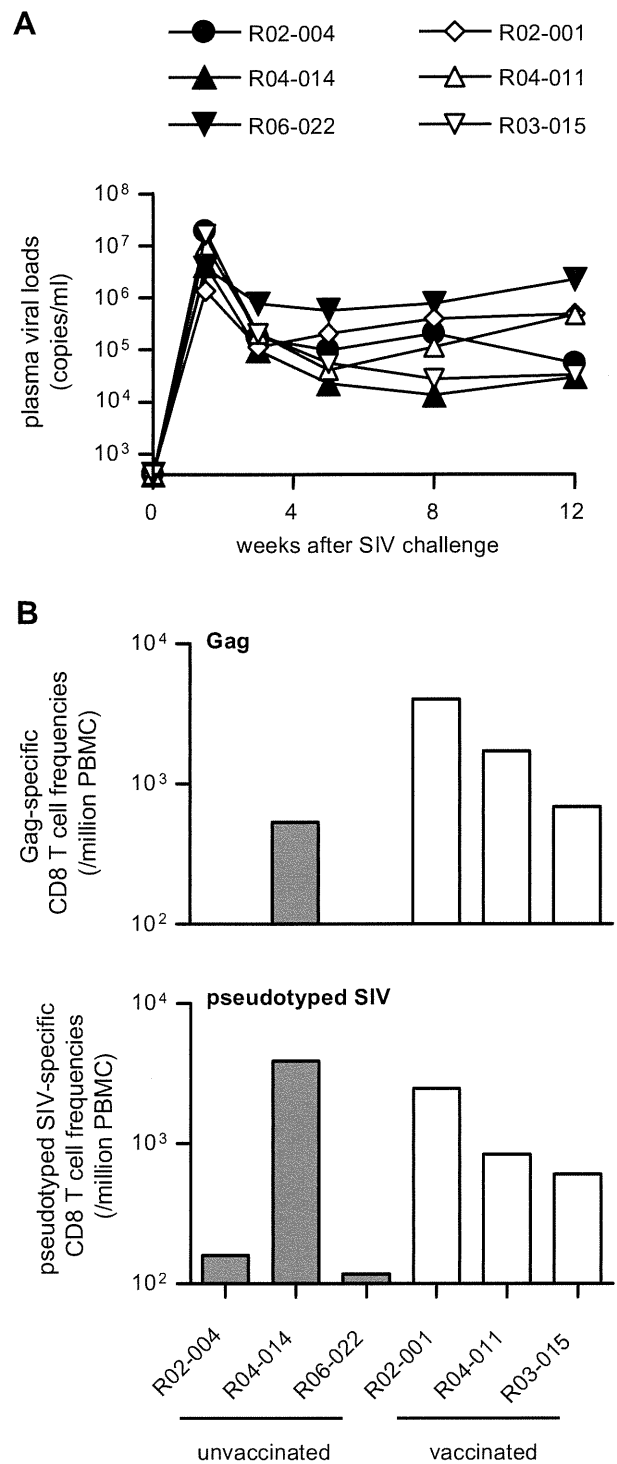 A
R02-004 R02-001
R04-014 R04-011
R06-022 R03-015
plasma viral loads
(copies/ml)
10⁸
10⁷
10⁶
10⁵
10⁴
10³
0 4 8 12
weeks after SIV challenge
B
Gag
Gag-specific
CD8 T cell frequencies
(/million PBMC)
10⁴
10³
10²
pseudotyped SIV
pseudotyped SIV-specific
CD8 T cell frequencies
(/million PBMC)
10⁴
10³
10²
R02-004 R04-014 R06-022 R02-001 R04-011 R03-015
unvaccinated vaccinated